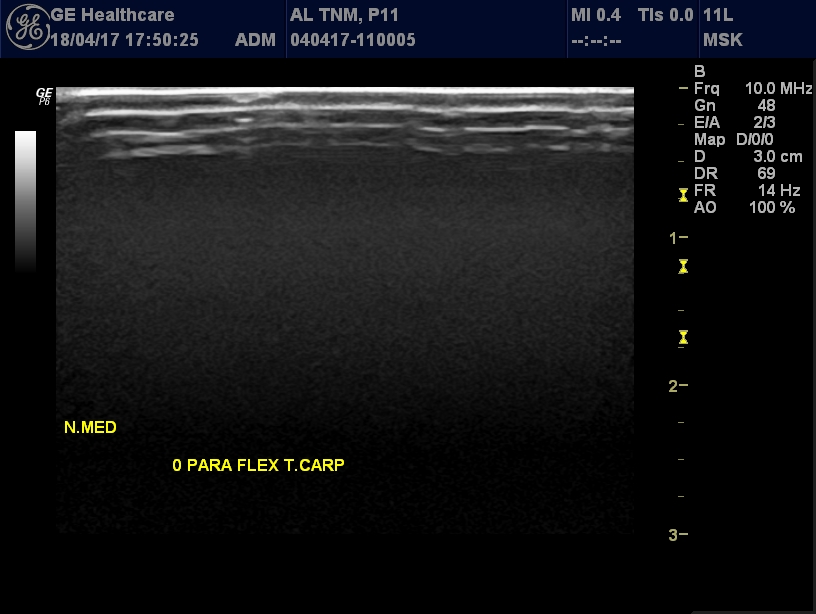 GE Healthcare
18/04/17 17:50:25 ADM
AL TNM, P11
040417-110005
MI 0.4 TIs 0.0
--:--:--
11L
MSK
GE
P6
B
Frq 10.0 MHz
Gn 48
E/A 2/3
Map D/0/0
D 3.0 cm
DR 69
FR 14 Hz
AO 100 %
1
2
3
N.MED
0 PARA FLEX T.CARP